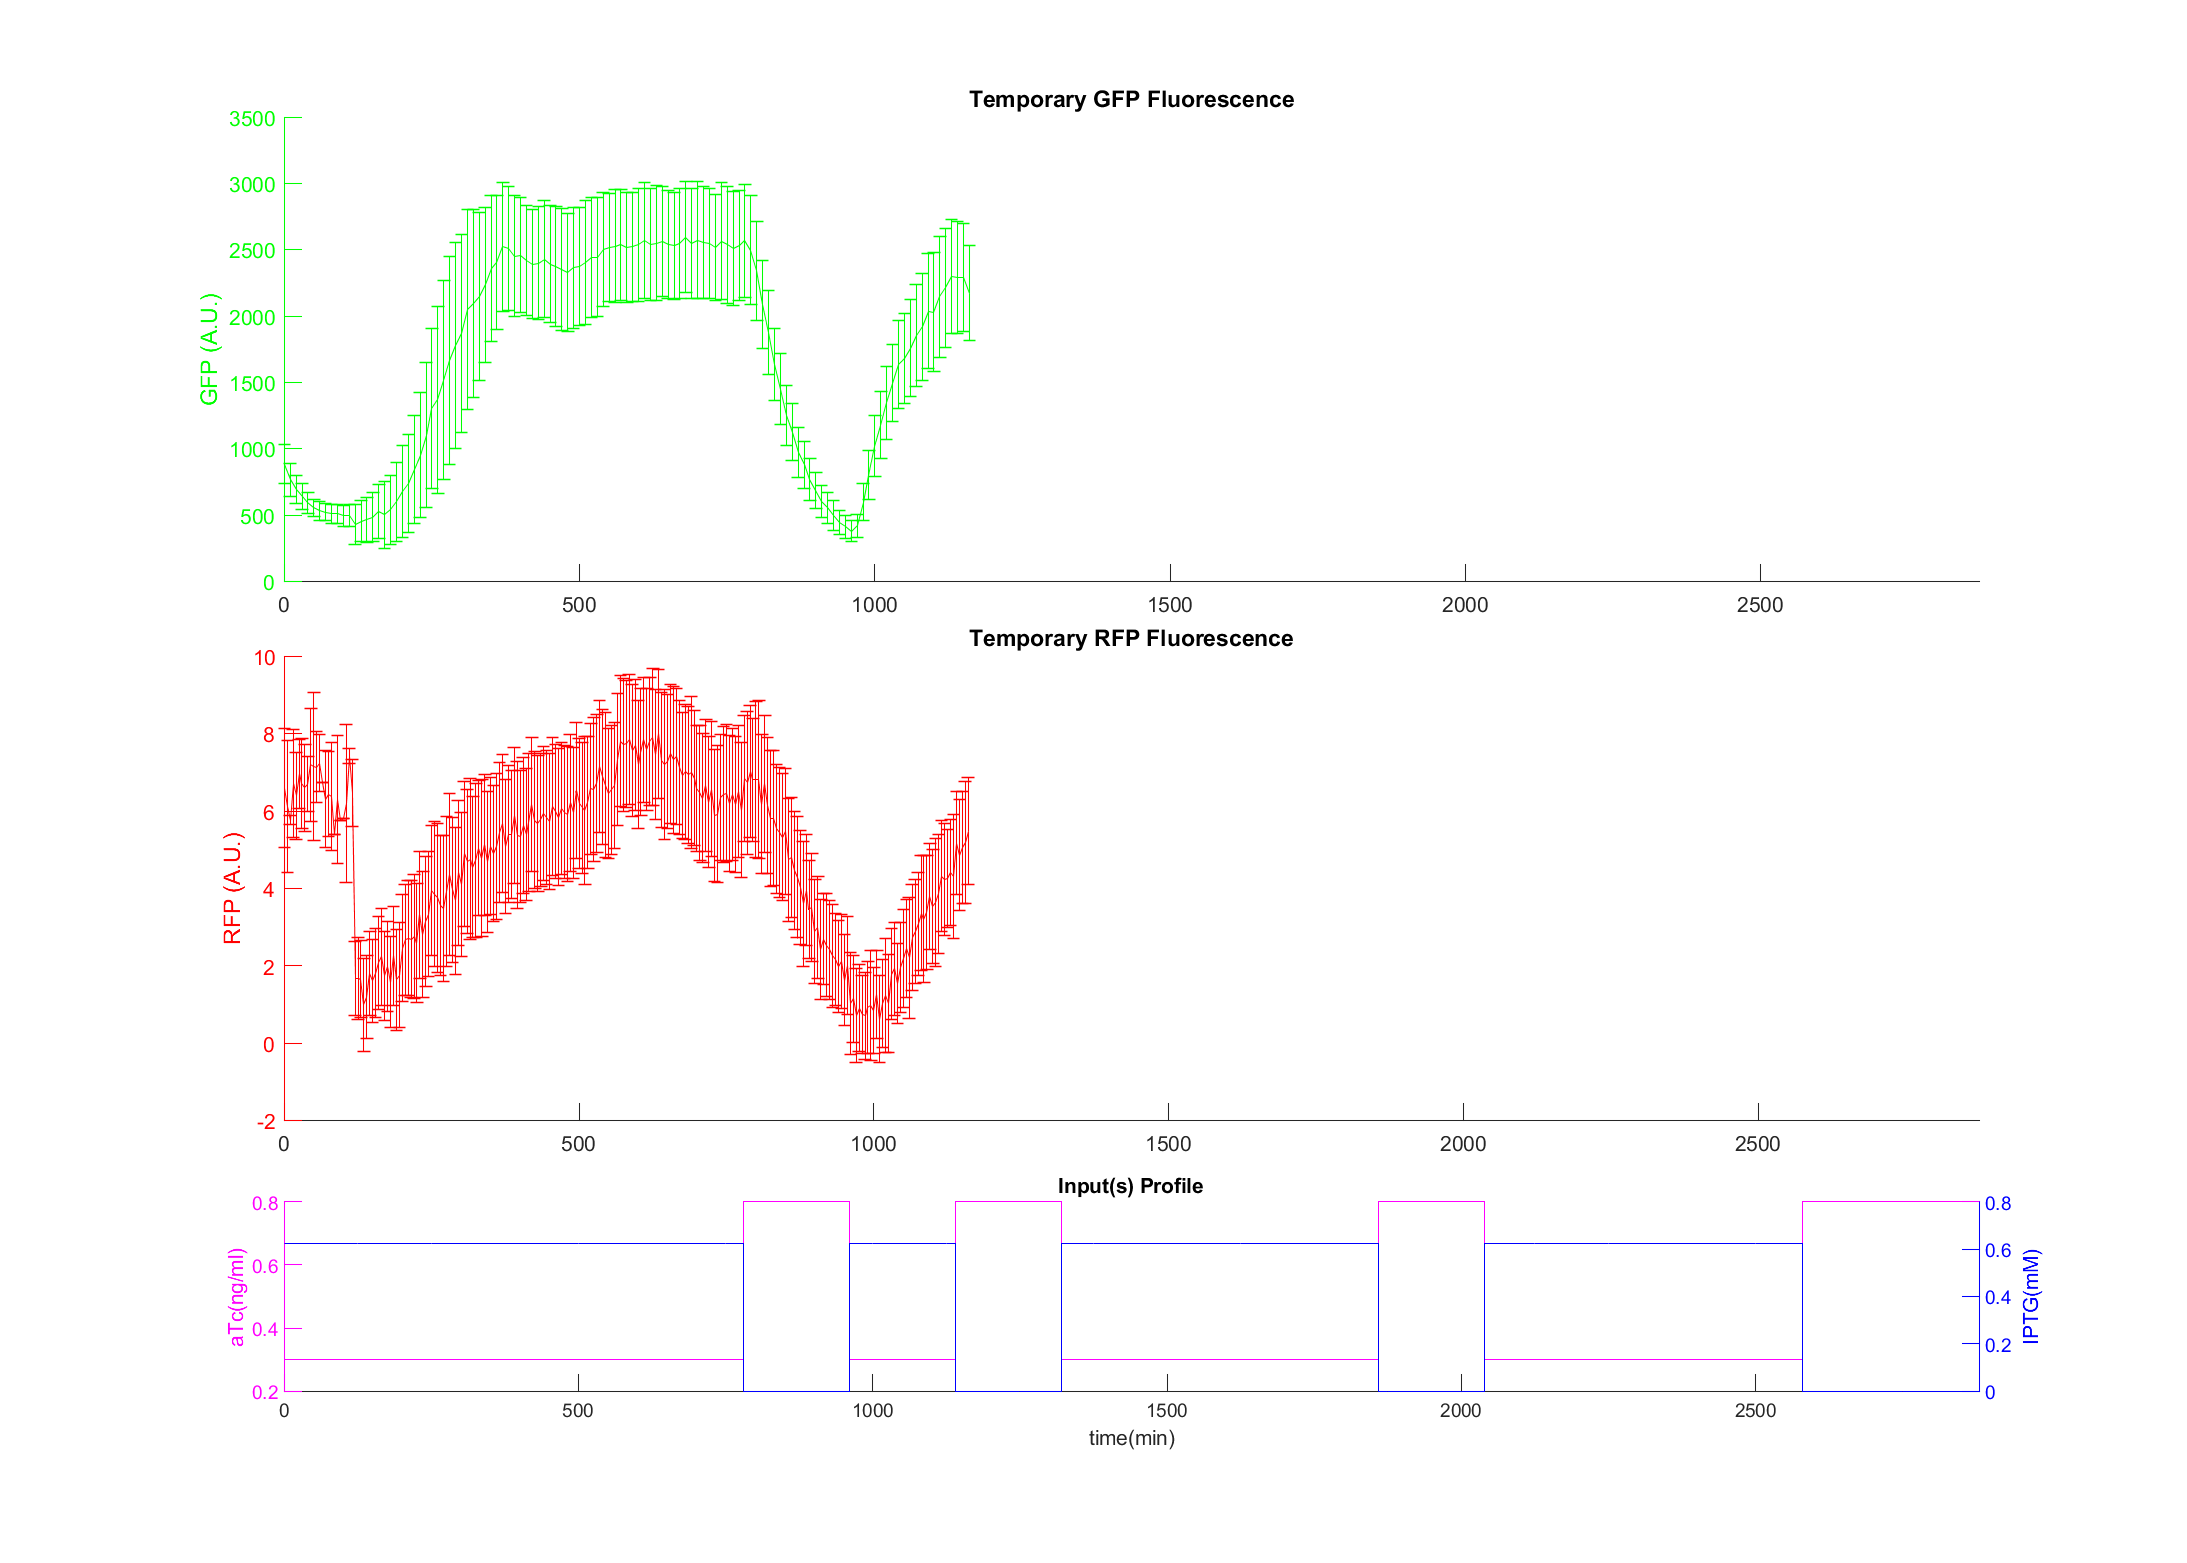 Temporary GFP Fluorescence
3500
3000
2500
2000
1500
1000
500
0
GFP (A.U.)
0 500 1000 1500 2000 2500
Temporary RFP Fluorescence
10
8
6
4
2
0
-2
RFP (A.U.)
0 500 1000 1500 2000 2500
Input(s) Profile
0.8
0.6
0.4
0.2
aTc(ng/ml)
0.8
0.6
0.4
0.2
0
IPTG(mM)
0 500 1000 1500 2000 2500
time(min)